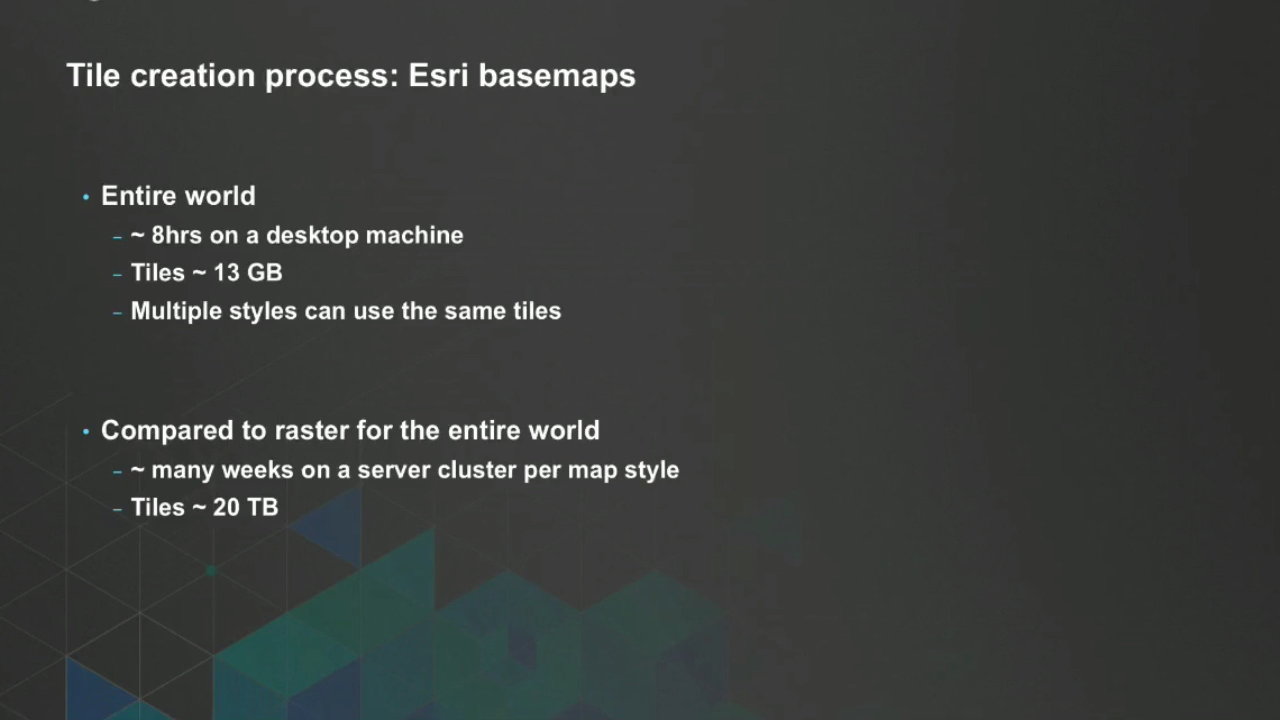 Tile creation process: Esri basemaps
• Entire world
– ~ 8hrs on a desktop machine
– Tiles ~ 13 GB
– Multiple styles can use the same tiles
• Compared to raster for the entire world
– ~ many weeks on a server cluster per map style
– Tiles ~ 20 TB